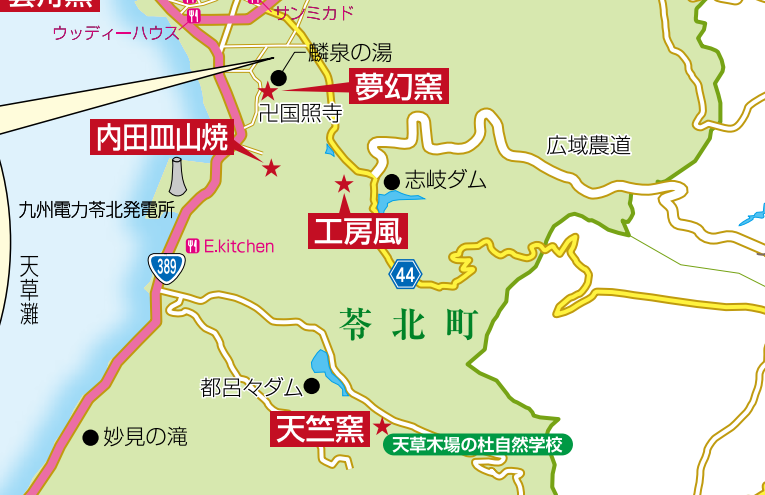 サンミカド
ウッディーハウス
麟泉の湯
夢幻窯
卍国照寺
内田皿山焼
広域農道
志岐ダム
九州電力苓北発電所
工房風
E.kitchen
天草灘
389
44
苓北町
都呂々ダム
天竺窯
天草木場の杜自然学校
妙見の滝